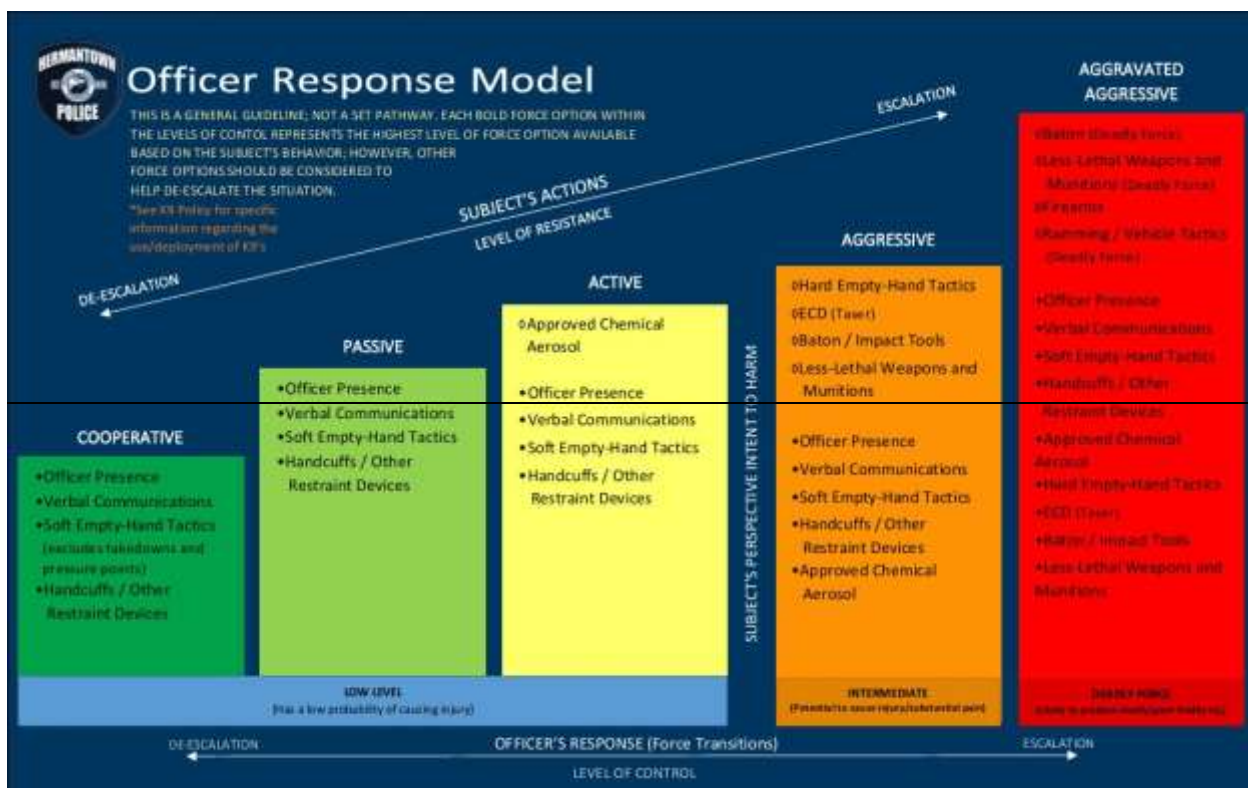 HERMANTOWN
POLICE
Officer Response Model
THIS IS A GENERAL GUIDELINE; NOT A SET PATHWAY. EACH BOLD FORCE OPTION WITHIN
THE LEVELS OF CONTOL REPRESENTS THE HIGHEST LEVEL OF FORCE OPTION AVAILABLE
BASED ON THE SUBJECT'S BEHAVIOR; HOWEVER, OTHER
FORCE OPTIONS SHOULD BE CONSIDERED TO
HELP DE-ESCALATE THE SITUATION.
*See K9 Policy for specific
information regarding the
use/deployment of K9's
DE-ESCALATION
SUBJECT'S ACTIONS
LEVEL OF RESISTANCE
ESCALATION
COOPERATIVE
•Officer Presence
•Verbal Communications
•Soft Empty-Hand Tactics
(excludes takedowns and
pressure points)
•Handcuffs / Other
Restraint Devices
PASSIVE
•Officer Presence
•Verbal Communications
•Soft Empty-Hand Tactics
•Handcuffs / Other
Restraint Devices
ACTIVE
◊Approved Chemical
Aerosol
•Officer Presence
•Verbal Communications
•Soft Empty-Hand Tactics
•Handcuffs / Other
Restraint Devices
SUBJECT'S PERSPECTIVE INTENT TO HARM
AGGRESSIVE
◊Hard Empty-Hand Tactics
◊ECD (Taser)
◊Baton / Impact Tools
◊Less-Lethal Weapons and
Munitions
•Officer Presence
•Verbal Communications
•Soft Empty-Hand Tactics
•Handcuffs / Other
Restraint Devices
•Approved Chemical
Aerosol
AGGRAVATED
AGGRESSIVE
◊Baton (Deadly Force)
◊Less-Lethal Weapons and
Munitions (Deadly Force)
◊Firearms
◊Ramming / Vehicle Tactics
(Deadly Force)
•Officer Presence
•Verbal Communications
•Soft Empty-Hand Tactics
•Handcuffs / Other
Restraint Devices
•Approved Chemical
Aerosol
•Hard Empty-Hand Tactics
•ECD (Taser)
•Baton / Impact Tools
•Less-Lethal Weapons and
Munitions
LOW LEVEL
(Has a low probability of causing injury)
INTERMEDIATE
(Potential to cause injury/substantial pain)
DEADLY FORCE
DE-ESCALATION
OFFICER'S RESPONSE (Force Transitions)
ESCALATION
LEVEL OF CONTROL